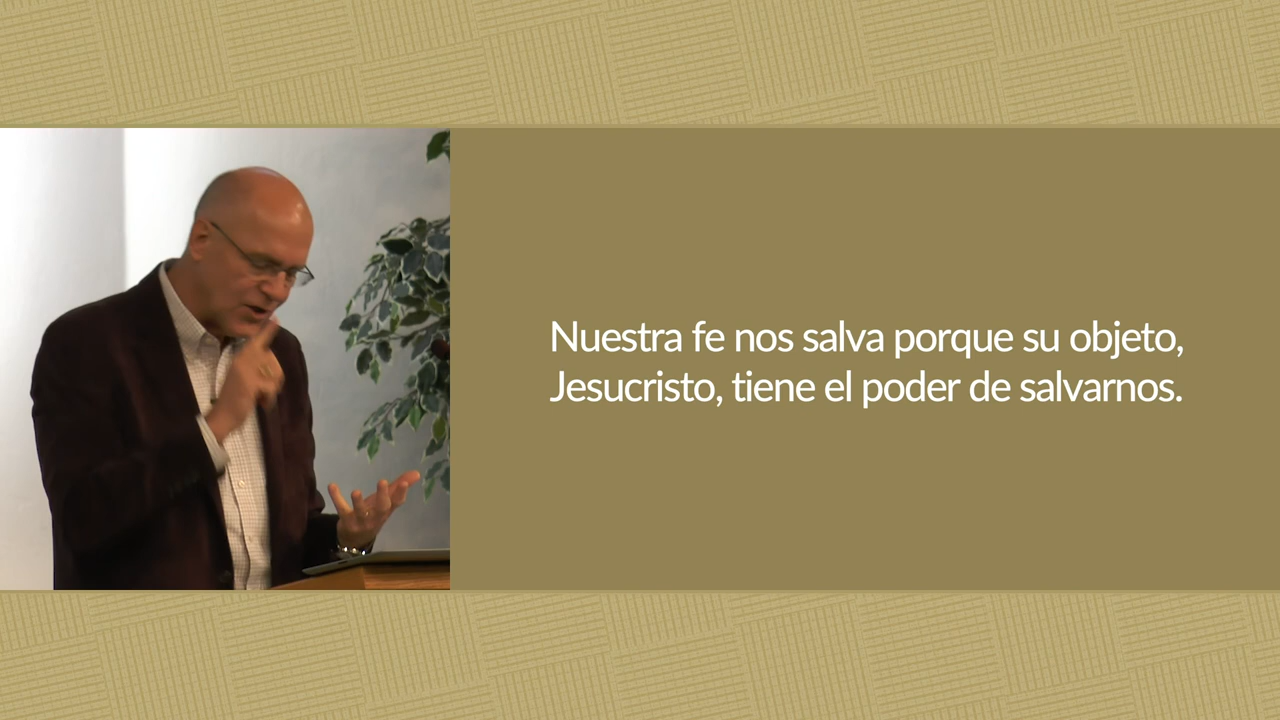 Nuestra fe nos salva porque su objeto,
Jesucristo, tiene el poder de salvarnos.